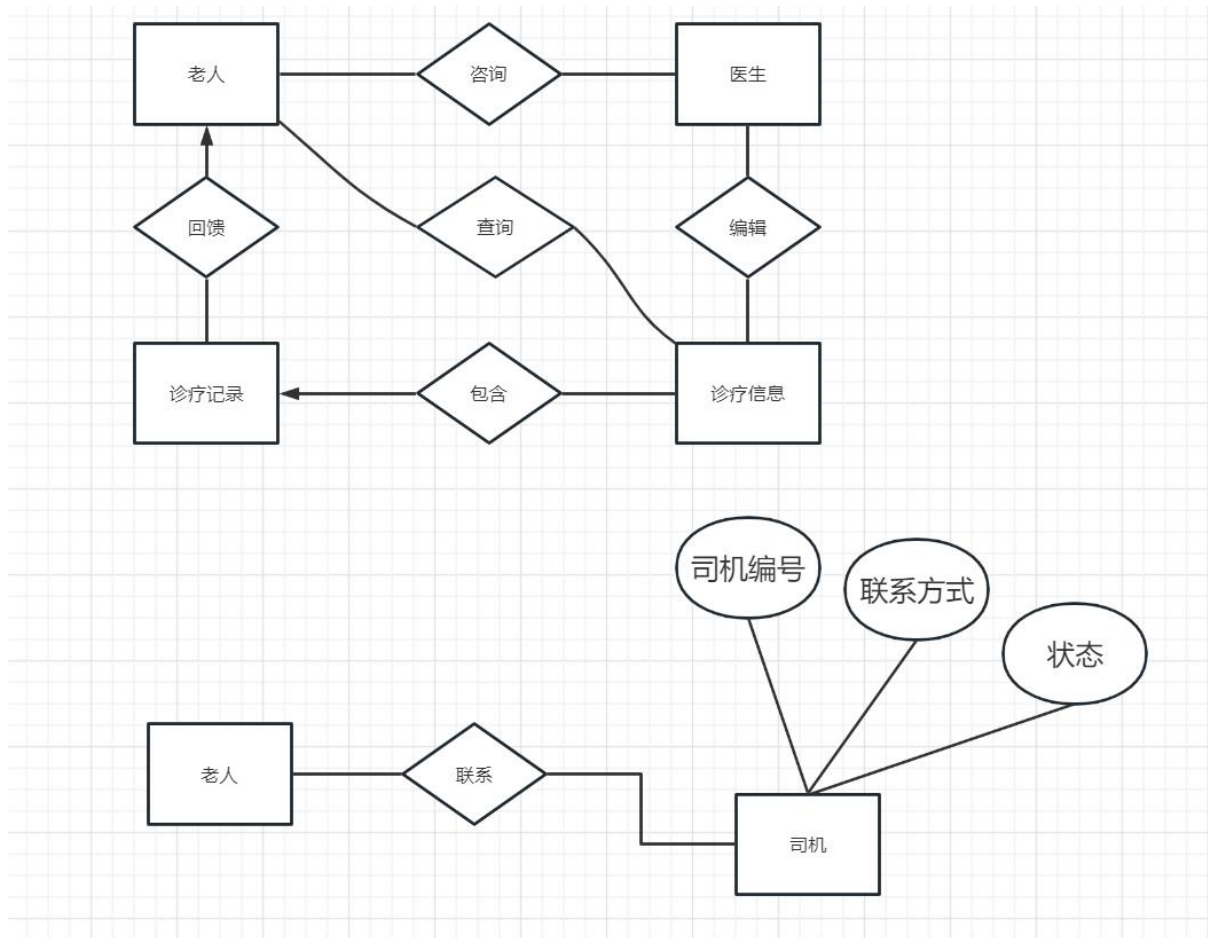 老人
咨询
医生
回馈
查询
编辑
诊疗记录
包含
诊疗信息
司机编号
联系方式
状态
老人
联系
司机